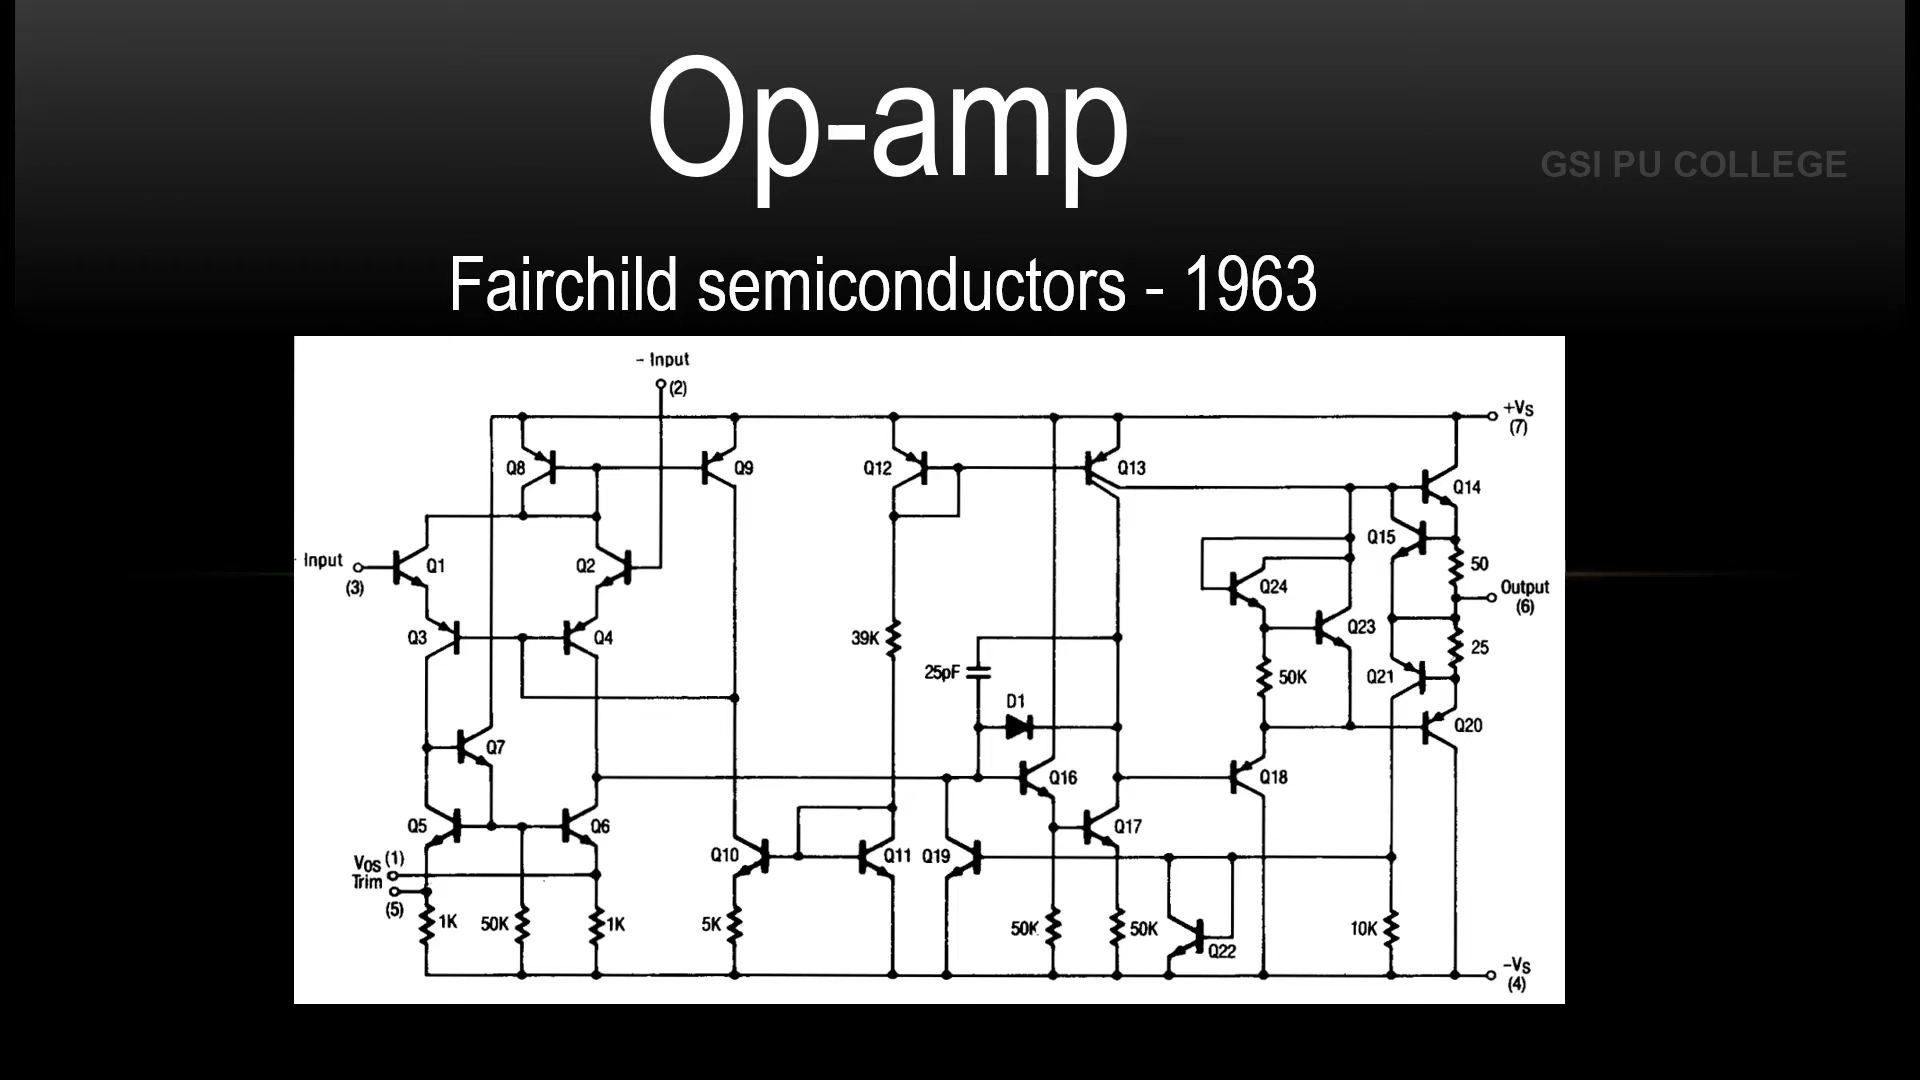 Op-amp
GSI PU COLLEGE
Fairchild semiconductors - 1963
- Input
(2)
+VS
(7)
Q8
Q9
Q12
Q13
Q14
Q15
50
Input
(3)
Q1
Q2
Q24
Output
(6)
Q3
Q4
39K
Q23
25
25pF
50K
Q21
D1
Q7
Q16
Q18
Q20
Q5
Q6
Q17
VOS (1)
Trim
(5)
Q10
Q11
Q19
1K
50K
1K
5K
50K
50K
Q22
10K
-VS
(4)